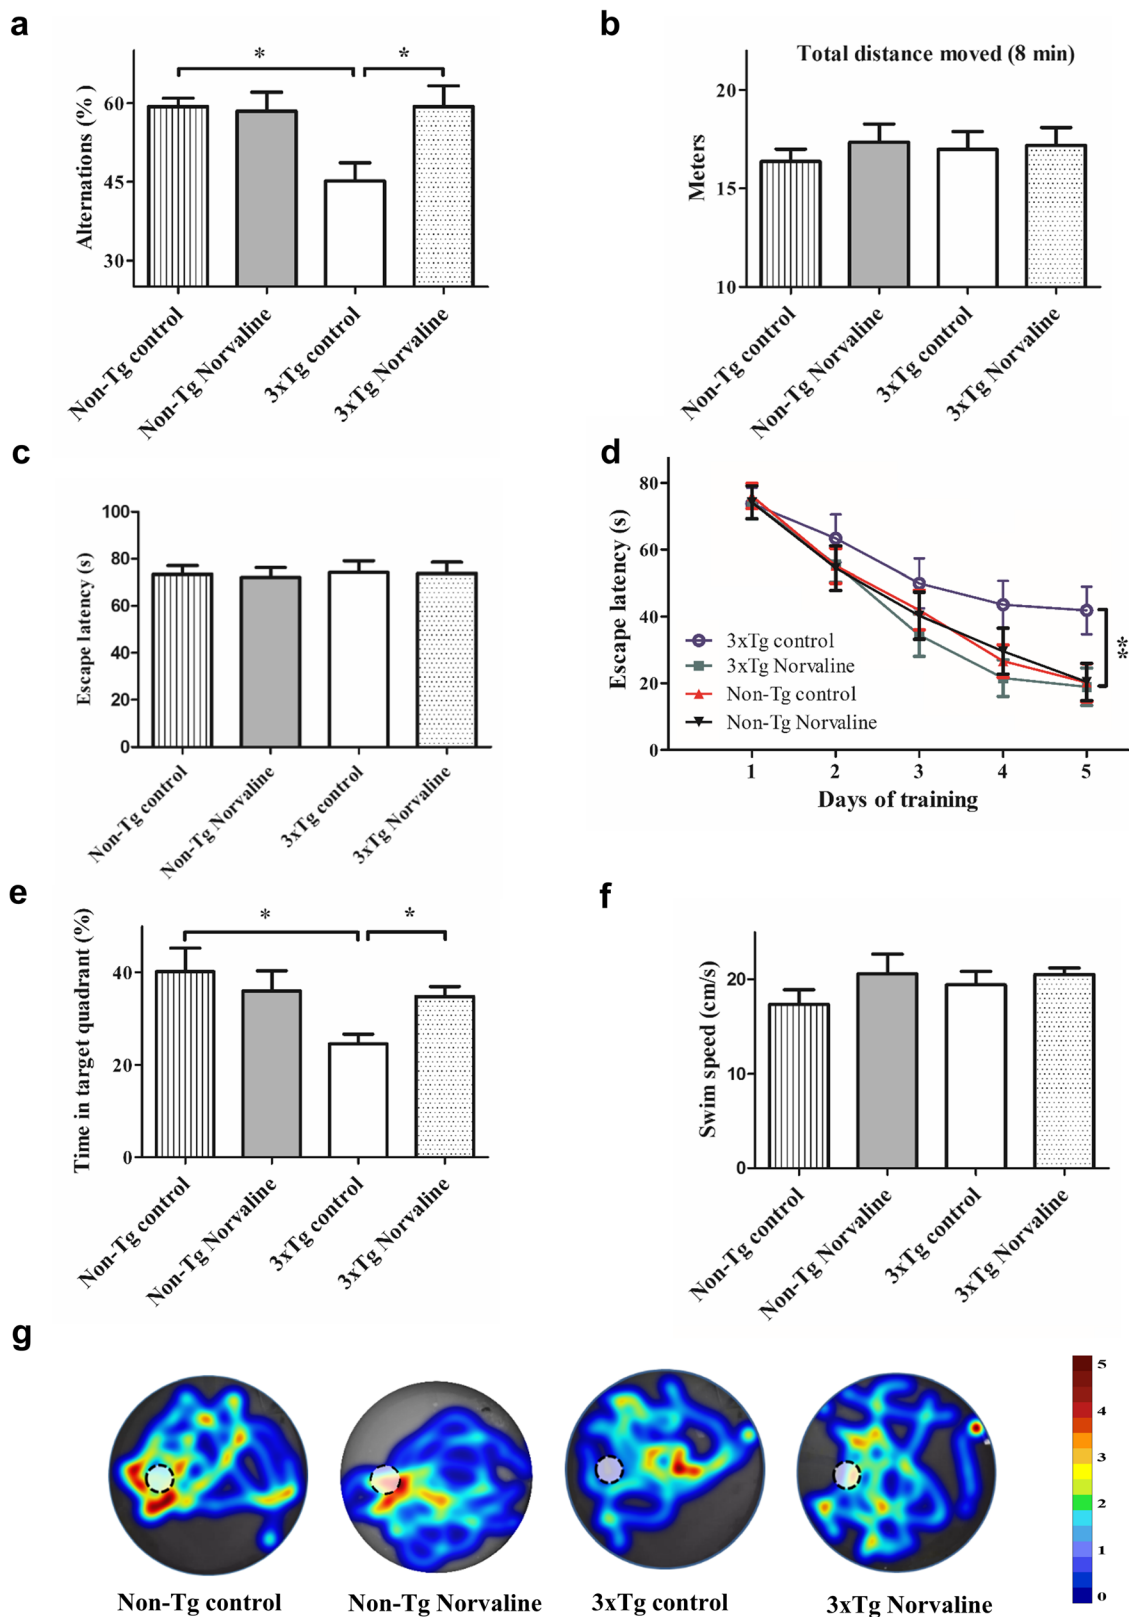 a
*
*
60
45
30
Alternations (%)
Non-Tg control
Non-Tg Norvaline
3xTg control
3xTg Norvaline
b
Total distance moved (8 min)
20
15
10
Meters
Non-Tg control
Non-Tg Norvaline
3xTg control
3xTg Norvaline
c
100
80
60
40
20
0
Escape latency (s)
Non-Tg control
Non-Tg Norvaline
3xTg control
3xTg Norvaline
d
80
60
40
20
0
Escape latency (s)
3xTg control
3xTg Norvaline
Non-Tg control
Non-Tg Norvaline
**
1 2 3 4 5
Days of training
e
*
*
40
20
0
Time in target quadrant (%)
Non-Tg control
Non-Tg Norvaline
3xTg control
3xTg Norvaline
f
20
10
0
Swim speed (cm/s)
Non-Tg control
Non-Tg Norvaline
3xTg control
3xTg Norvaline
g
5
4
3
2
1
0
Non-Tg control
Non-Tg Norvaline
3xTg control
3xTg Norvaline